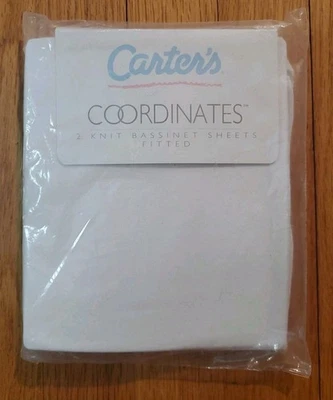 Carter's
COORDINATES™
2 KNIT BASSINET SHEETS
FITTED